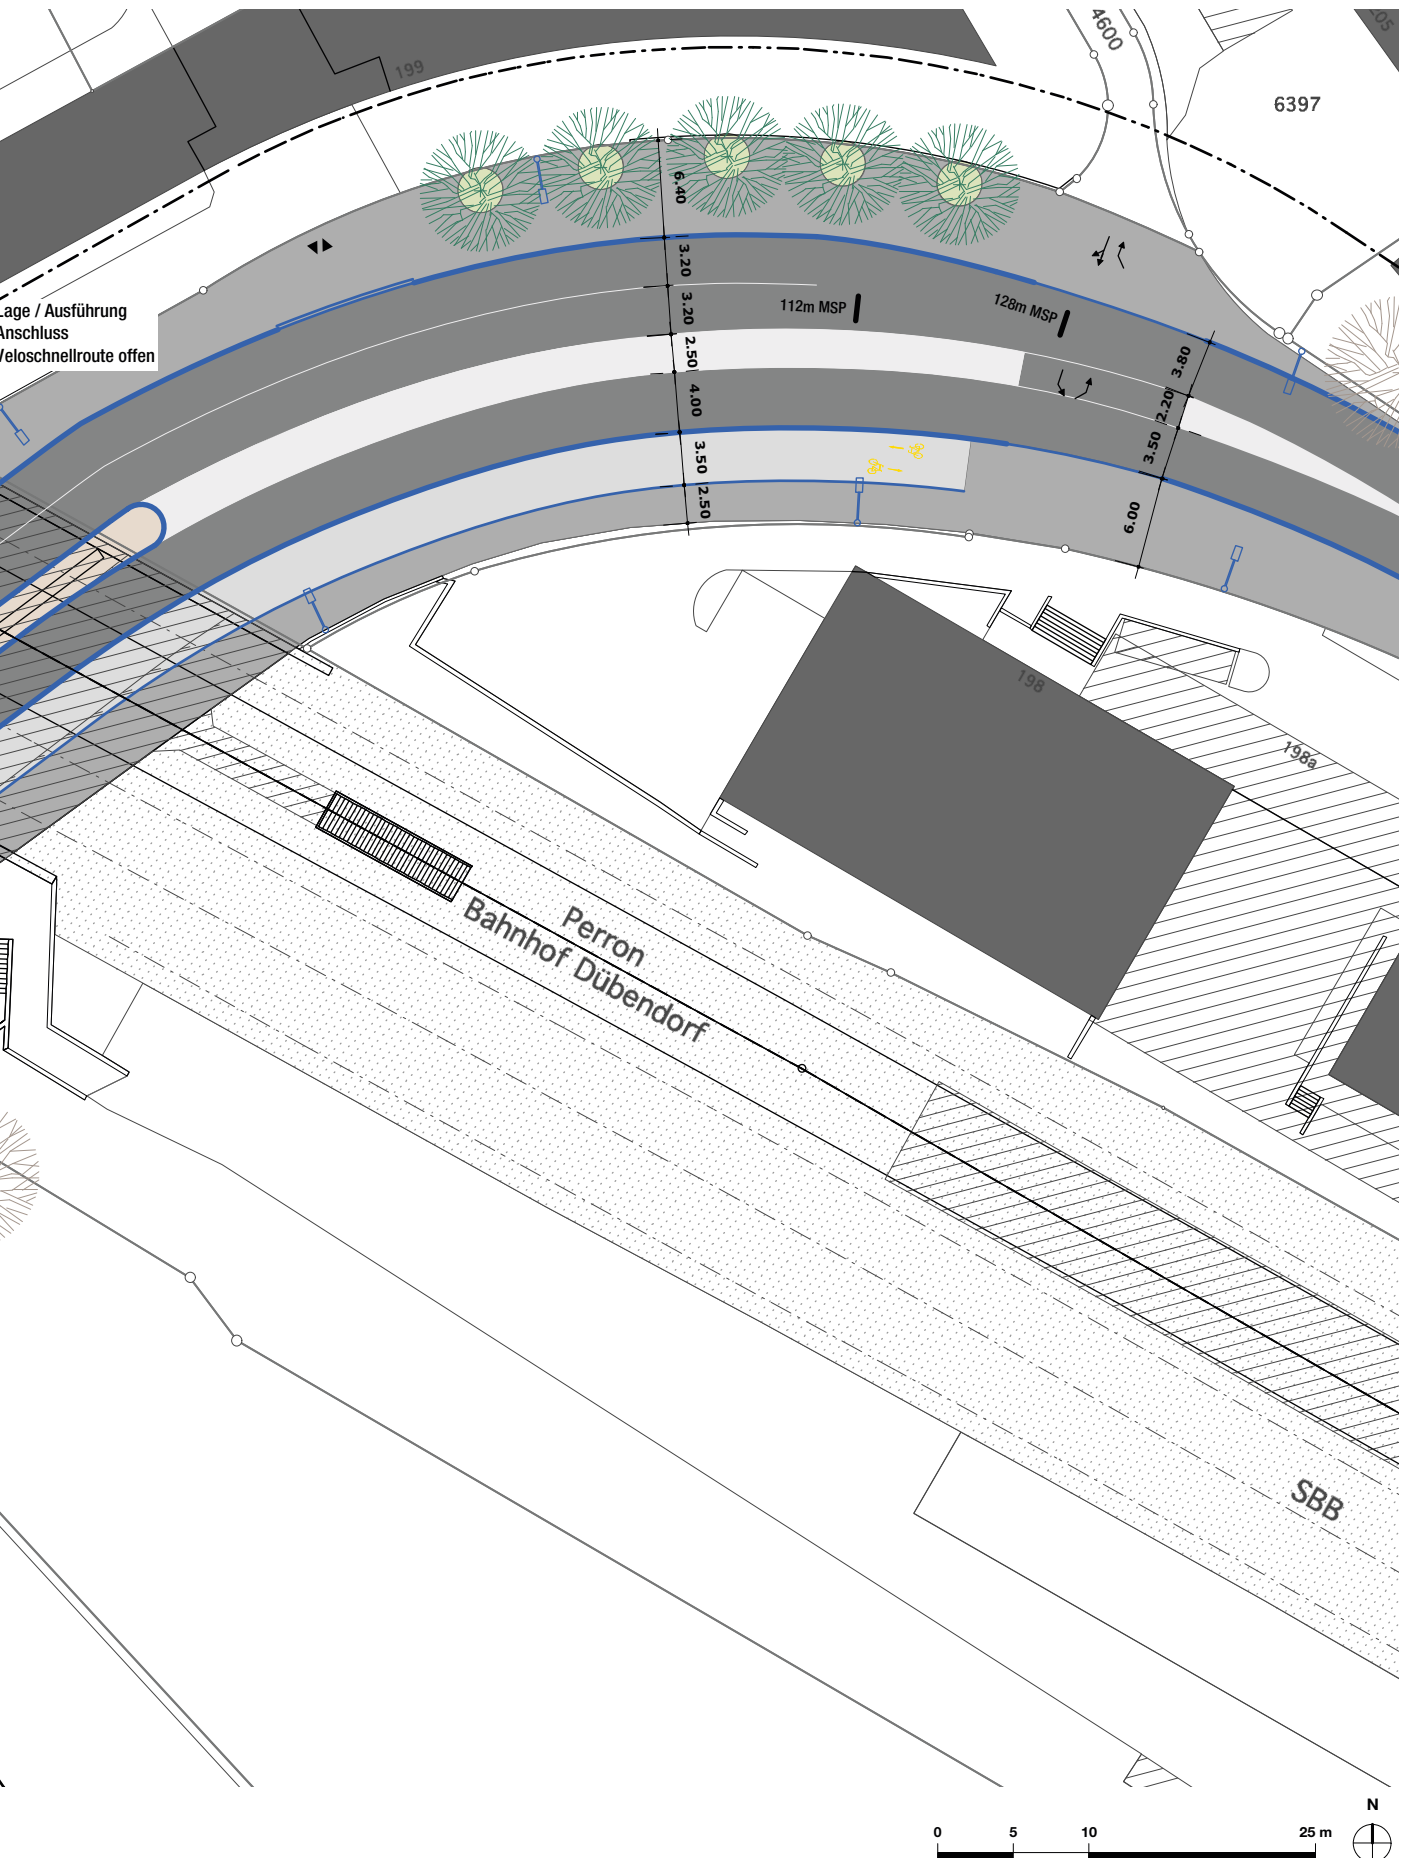 4600
205
199
6397
6.40
3.20
3.20
2.50
4.00
3.50
2.50
112m MSP
128m MSP
3.80
2.20
3.50
6.00
Lage / Ausführung
Anschluss
Veloschnellroute offen
198
198a
Perron
Bahnhof Dübendorf
SBB
N
0 5 10 25 m